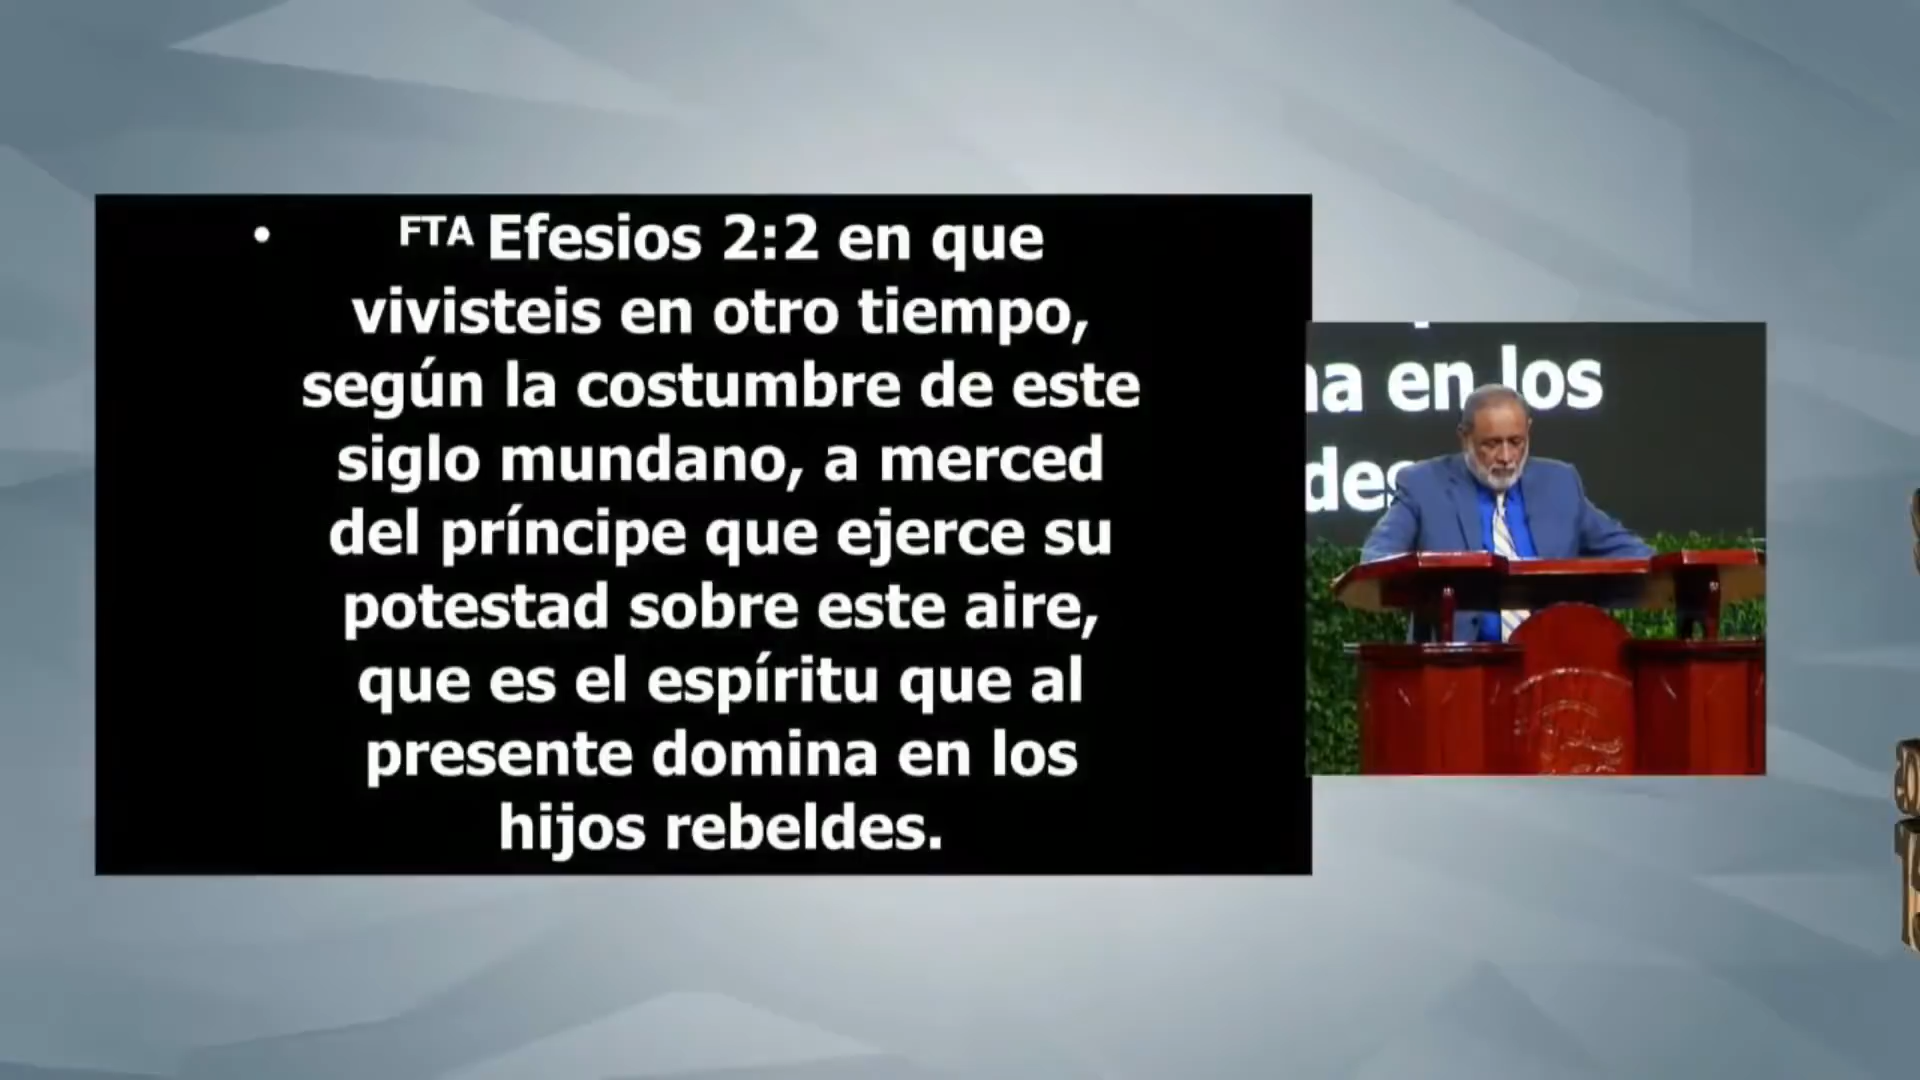 • FTA Efesios 2:2 en que
vivisteis en otro tiempo,
según la costumbre de este
siglo mundano, a merced
del príncipe que ejerce su
potestad sobre este aire,
que es el espíritu que al
presente domina en los
hijos rebeldes.
na en los
des